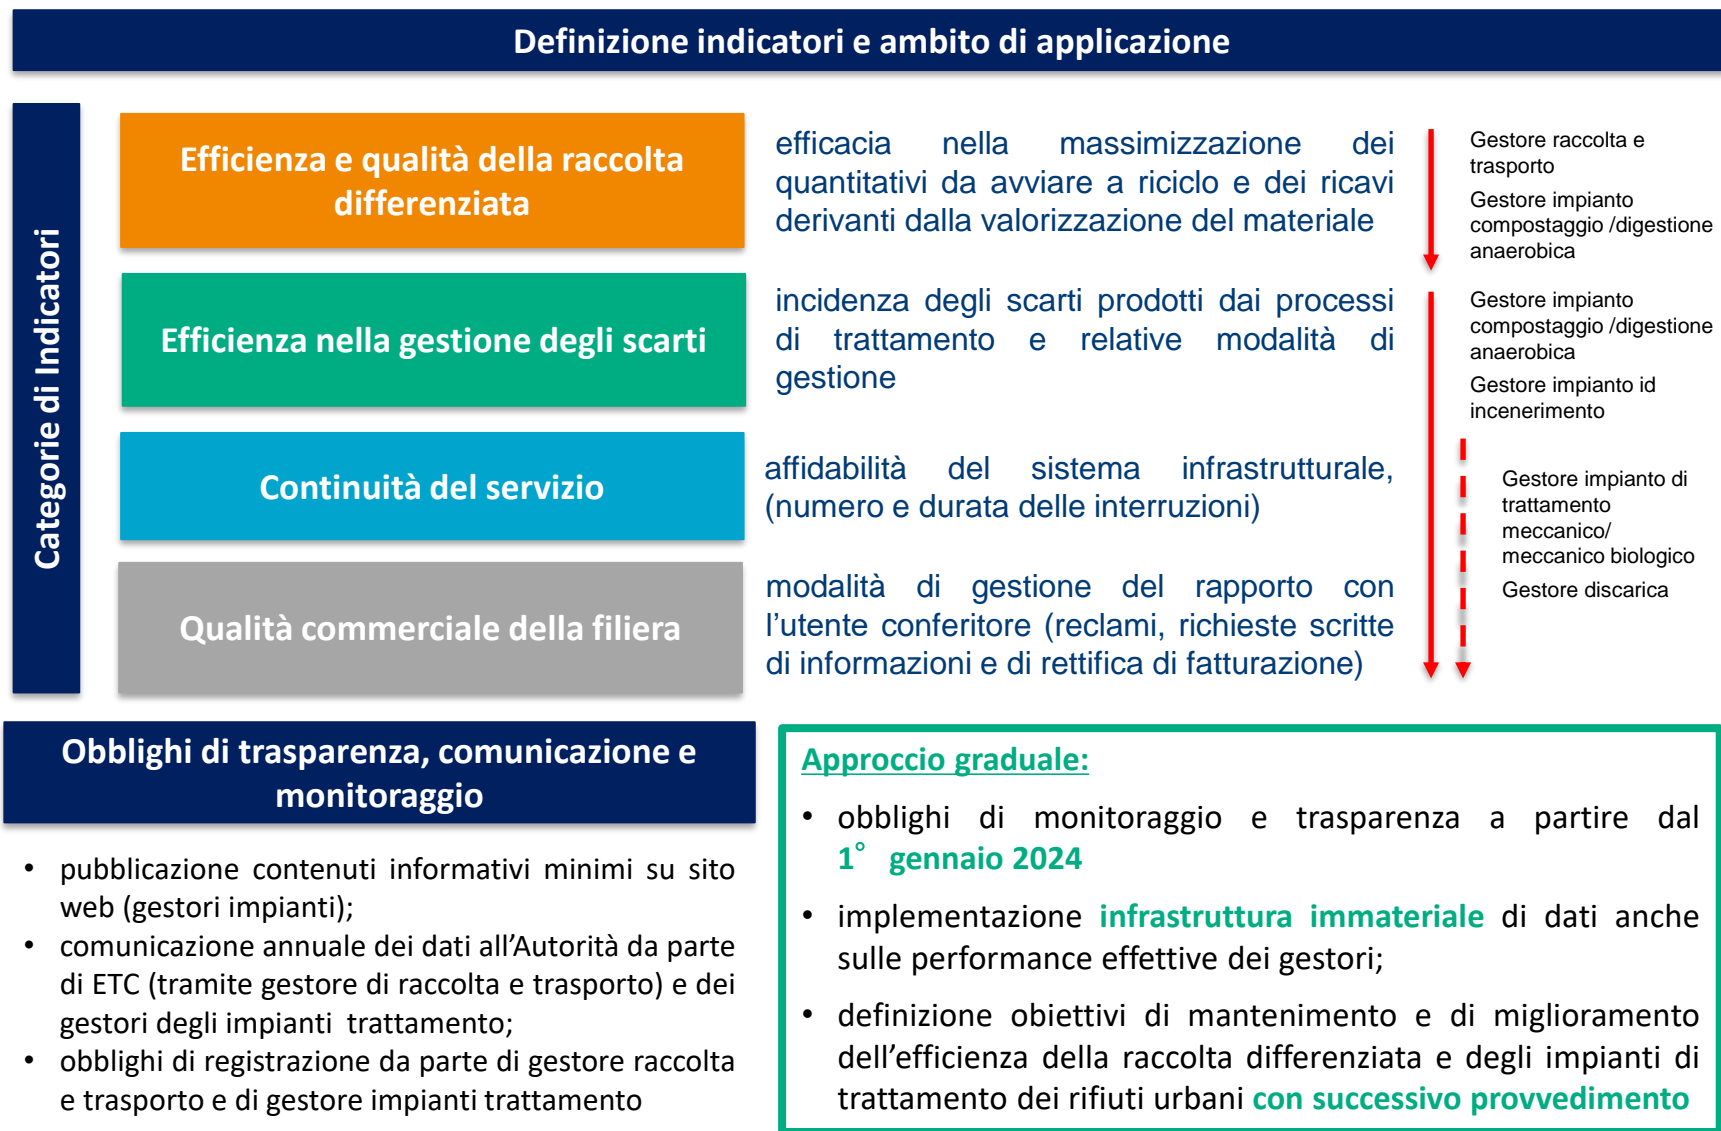 Definizione indicatori e ambito di applicazione
Categorie di Indicatori
Efficienza e qualità della raccolta
differenziata
efficacia nella massimizzazione dei
quantitativi da avviare a riciclo e dei ricavi
derivanti dalla valorizzazione del materiale
Gestore raccolta e
trasporto
Gestore impianto
compostaggio /digestione
anaerobica
Efficienza nella gestione degli scarti
incidenza degli scarti prodotti dai processi
di trattamento e relative modalità di
gestione
Gestore impianto
compostaggio /digestione
anaerobica
Gestore impianto id
incenerimento
Continuità del servizio
affidabilità del sistema infrastrutturale,
(numero e durata delle interruzioni)
Gestore impianto di
trattamento
meccanico/
meccanico biologico
Gestore discarica
Qualità commerciale della filiera
modalità di gestione del rapporto con
l'utente conferitore (reclami, richieste scritte
di informazioni e di rettifica di fatturazione)
Obblighi di trasparenza, comunicazione e
monitoraggio
• pubblicazione contenuti informativi minimi su sito
web (gestori impianti);
• comunicazione annuale dei dati all'Autorità da parte
di ETC (tramite gestore di raccolta e trasporto) e dei
gestori degli impianti trattamento;
• obblighi di registrazione da parte di gestore raccolta
e trasporto e di gestore impianti trattamento
Approccio graduale:
• obblighi di monitoraggio e trasparenza a partire dal
1° gennaio 2024
• implementazione infrastruttura immateriale di dati anche
sulle performance effettive dei gestori;
• definizione obiettivi di mantenimento e di miglioramento
dell'efficienza della raccolta differenziata e degli impianti di
trattamento dei rifiuti urbani con successivo provvedimento